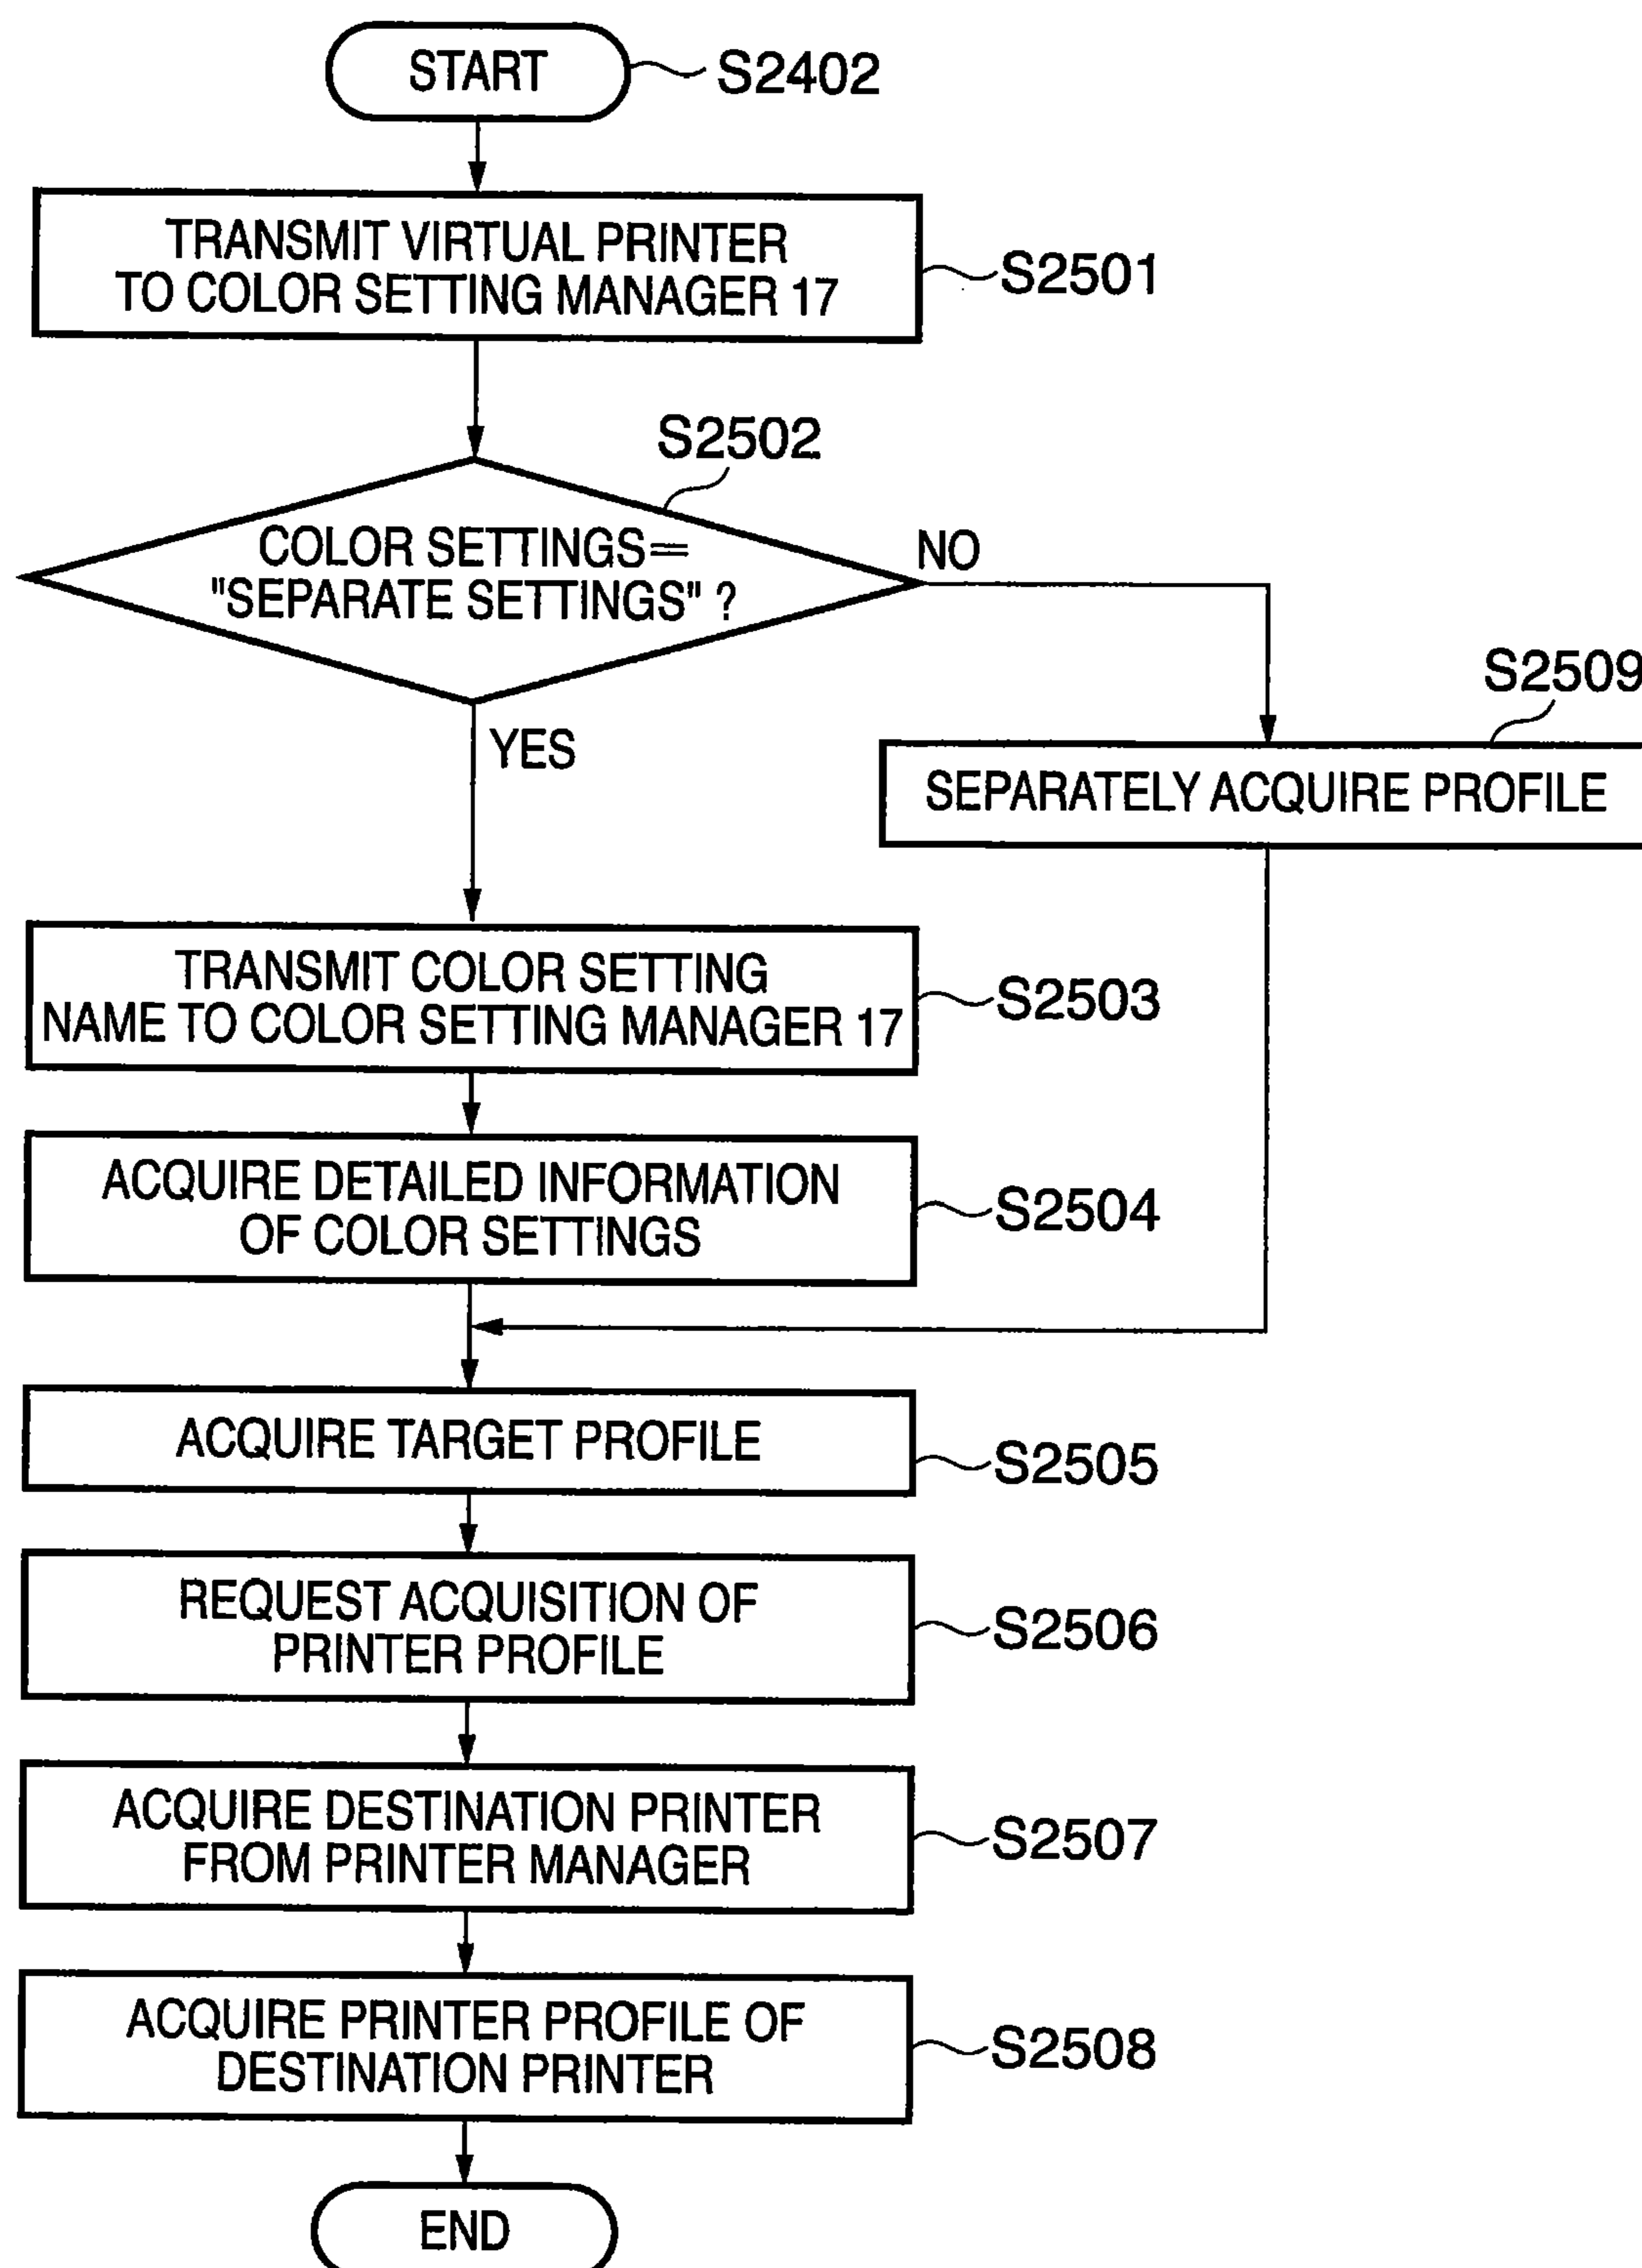 START
S2402
TRANSMIT VIRTUAL PRINTER
TO COLOR SETTING MANAGER 17
S2501
S2502
COLOR SETTINGS==
"SEPARATE SETTINGS" ?
NO
YES
S2509
SEPARATELY ACQUIRE PROFILE
TRANSMIT COLOR SETTING
NAME TO COLOR SETTING MANAGER 17
S2503
ACQUIRE DETAILED INFORMATION
OF COLOR SETTINGS
S2504
ACQUIRE TARGET PROFILE
S2505
REQUEST ACQUISITION OF
PRINTER PROFILE
S2506
ACQUIRE DESTINATION PRINTER
FROM PRINTER MANAGER
S2507
ACQUIRE PRINTER PROFILE OF
DESTINATION PRINTER
S2508
END